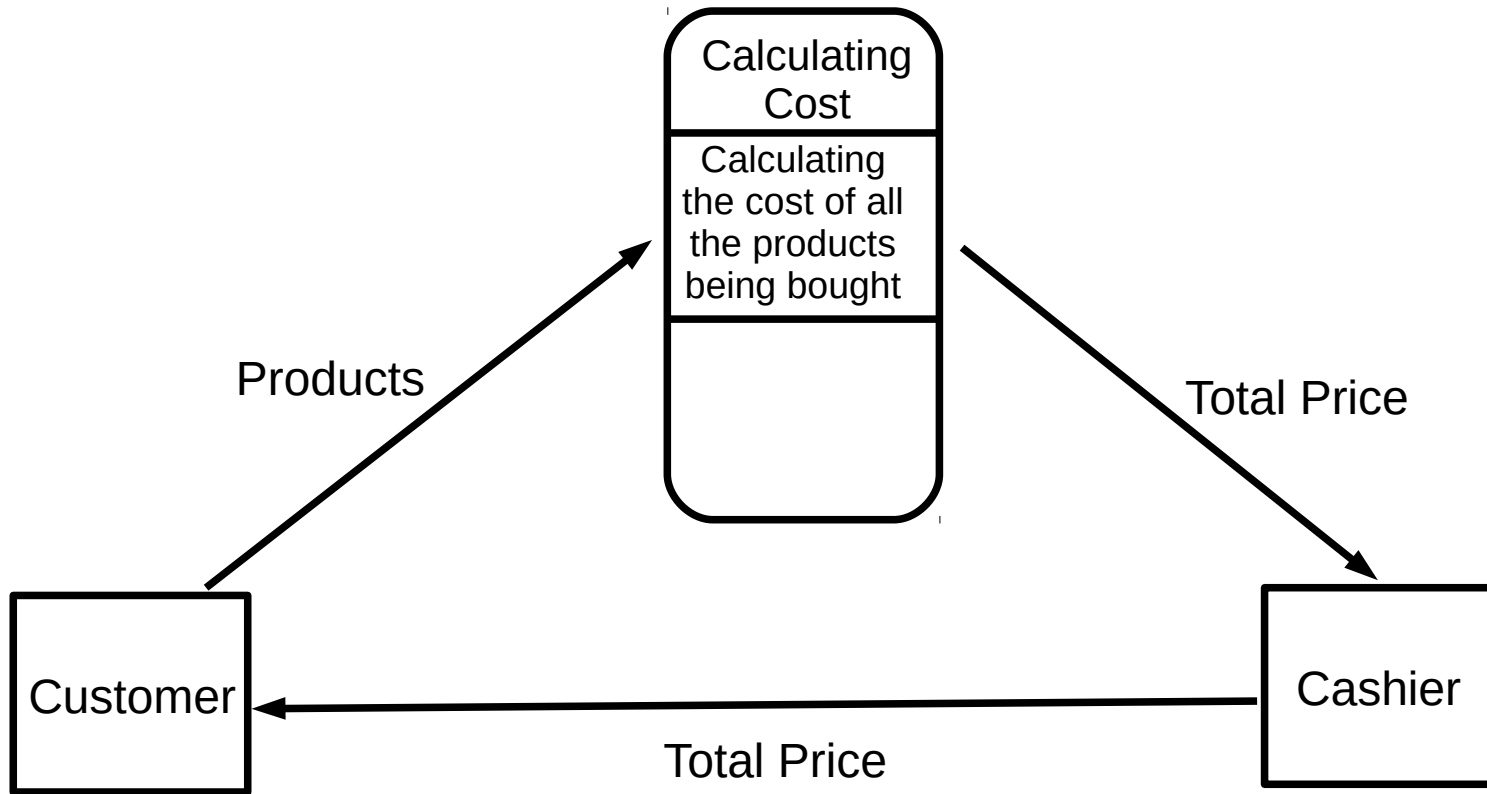 Calculating
Cost
Calculating
the cost of all
the products
being bought
Products
Total Price
Customer
Cashier
Total Price